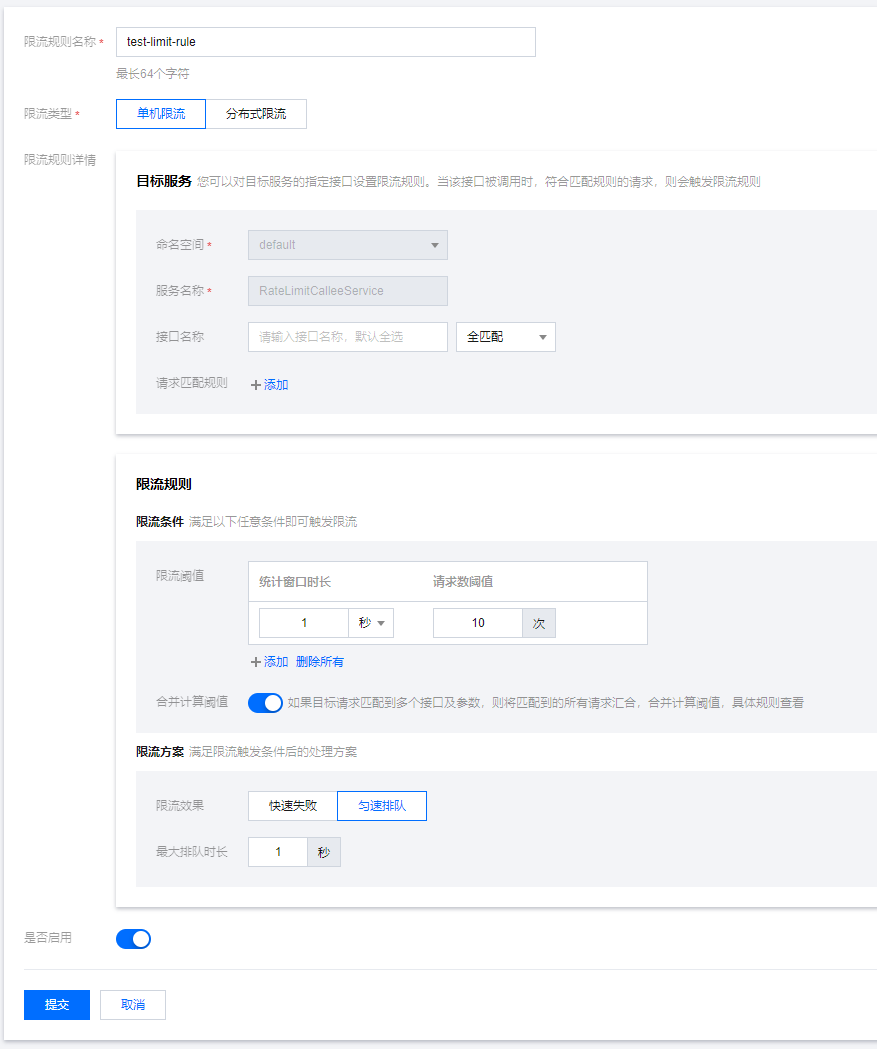 限流规则名称 * test-limit-rule
最长64个字符
限流类型 * 单机限流 分布式限流
限流规则详情
目标服务 您可以对目标服务的指定接口设置限流规则。当该接口被调用时，符合匹配规则的请求，则会触发限流规则
命名空间 * default
服务名称 * RateLimitCalleeService
接口名称 请输入接口名称，默认全选 全匹配
请求匹配规则 +添加
限流规则
限流条件 满足以下任意条件即可触发限流
限流阈值 统计窗口时长 请求数阈值
1 秒 10 次
+添加 删除所有
合并计算阈值 如果目标请求匹配到多个接口及参数，则将匹配到的所有请求汇合，合并计算阈值，具体规则查看
限流方案 满足限流触发条件后的处理方案
限流效果 快速失败 匀速排队
最大排队时长 1 秒
是否启用
提交 取消